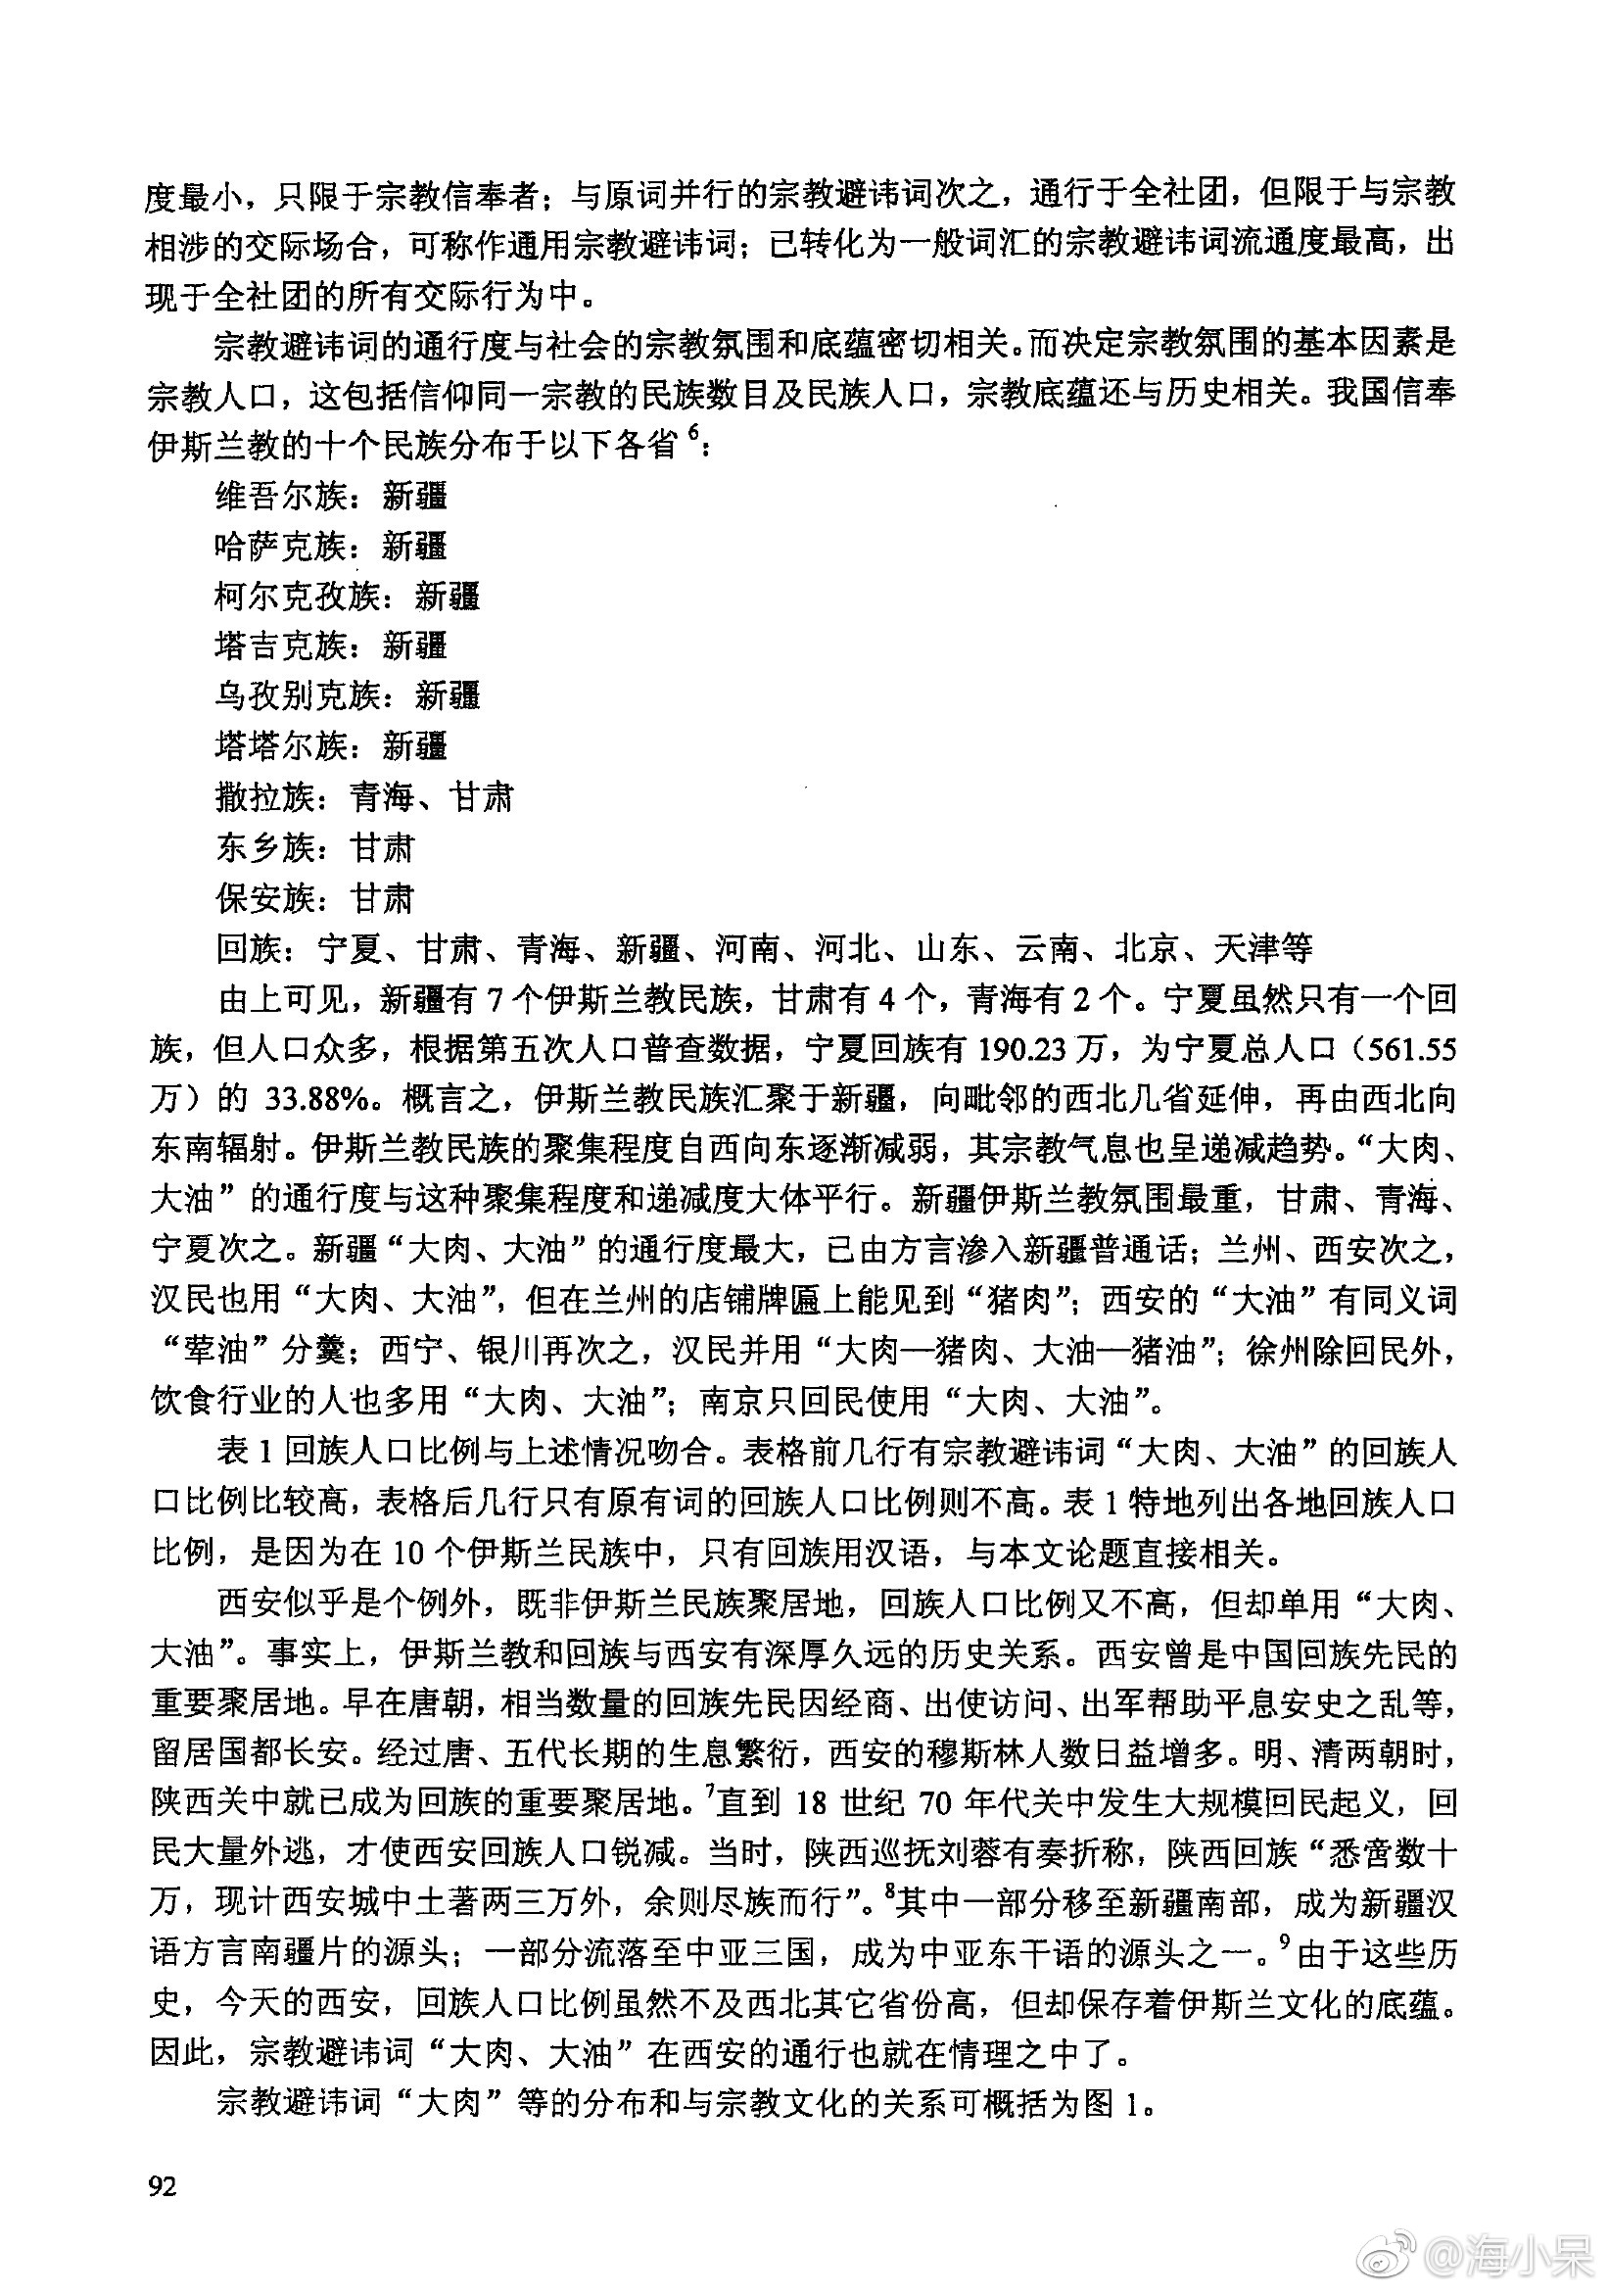 度最小，只限于宗教信奉者；与原词并行的宗教避讳词次之，通行于全社团，但限于与宗教
相涉的交际场合，可称作通用宗教避讳词；已转化为一般词汇的宗教避讳词流通度最高，出
现于全社团的所有交际行为中。
宗教避讳词的通行度与社会的宗教氛围和底蕴密切相关。而决定宗教氛围的基本因素是
宗教人口，这包括信仰同一宗教的民族数目及民族人口，宗教底蕴还与历史相关。我国信奉
伊斯兰教的十个民族分布于以下各省6：
维吾尔族：新疆
哈萨克族：新疆
柯尔克孜族：新疆
塔吉克族：新疆
乌孜别克族：新疆
塔塔尔族：新疆
撒拉族：青海、甘肃
东乡族：甘肃
保安族：甘肃
回族：宁夏、甘肃、青海、新疆、河南、河北、山东、云南、北京、天津等
由上可见，新疆有 7 个伊斯兰教民族，甘肃有 4 个，青海有 2 个。宁夏虽然只有一个回
族，但人口众多，根据第五次人口普查数据，宁夏回族有 190.23 万，为宁夏总人口（561.55
万）的 33.88%。概言之，伊斯兰教民族汇聚于新疆，向毗邻的西北几省延伸，再由西北向
东南辐射。伊斯兰教民族的聚集程度自西向东逐渐减弱，其宗教气息也呈递减趋势。“大肉、
大油”的通行度与这种聚集程度和递减度大体平行。新疆伊斯兰教氛围最重，甘肃、青海、
宁夏次之。新疆“大肉、大油”的通行度最大，已由方言渗入新疆普通话；兰州、西安次之，
汉民也用“大肉、大油”，但在兰州的店铺牌匾上能见到“猪肉”；西安的“大油”有同义词
“荤油”分羹；西宁、银川再次之，汉民并用“大肉—猪肉、大油—猪油”；徐州除回民外，
饮食行业的人也多用“大肉、大油”；南京只回民使用“大肉、大油”。
表 1 回族人口比例与上述情况吻合。表格前几行有宗教避讳词“大肉、大油”的回族人
口比例比较高，表格后几行只有原有词的回族人口比例则不高。表 1 特地列出各地回族人口
比例，是因为在 10 个伊斯兰民族中，只有回族用汉语，与本文论题直接相关。
西安似乎是个例外，既非伊斯兰民族聚居地，回族人口比例又不高，但却单用“大肉、
大油”。事实上，伊斯兰教和回族与西安有深厚久远的历史关系。西安曾是中国回族先民的
重要聚居地。早在唐朝，相当数量的回族先民因经商、出使访问、出军帮助平息安史之乱等，
留居国都长安。经过唐、五代长期的生息繁衍，西安的穆斯林人数日益增多。明、清两朝时，
陕西关中就已成为回族的重要聚居地。7直到 18 世纪 70 年代关中发生大规模回民起义，回
民大量外逃，才使西安回族人口锐减。当时，陕西巡抚刘蓉有奏折称，陕西回族“悉啻数十
万，现计西安城中土著两三万外，余则尽族而行”。8其中一部分移至新疆南部，成为新疆汉
语方言南疆片的源头；一部分流落至中亚三国，成为中亚东干语的源头之一。9由于这些历
史，今天的西安，回族人口比例虽然不及西北其它省份高，但却保存着伊斯兰文化的底蕴。
因此，宗教避讳词“大肉、大油”在西安的通行也就在情理之中了。
宗教避讳词“大肉”等的分布和与宗教文化的关系可概括为图 1。
92
@海小呆